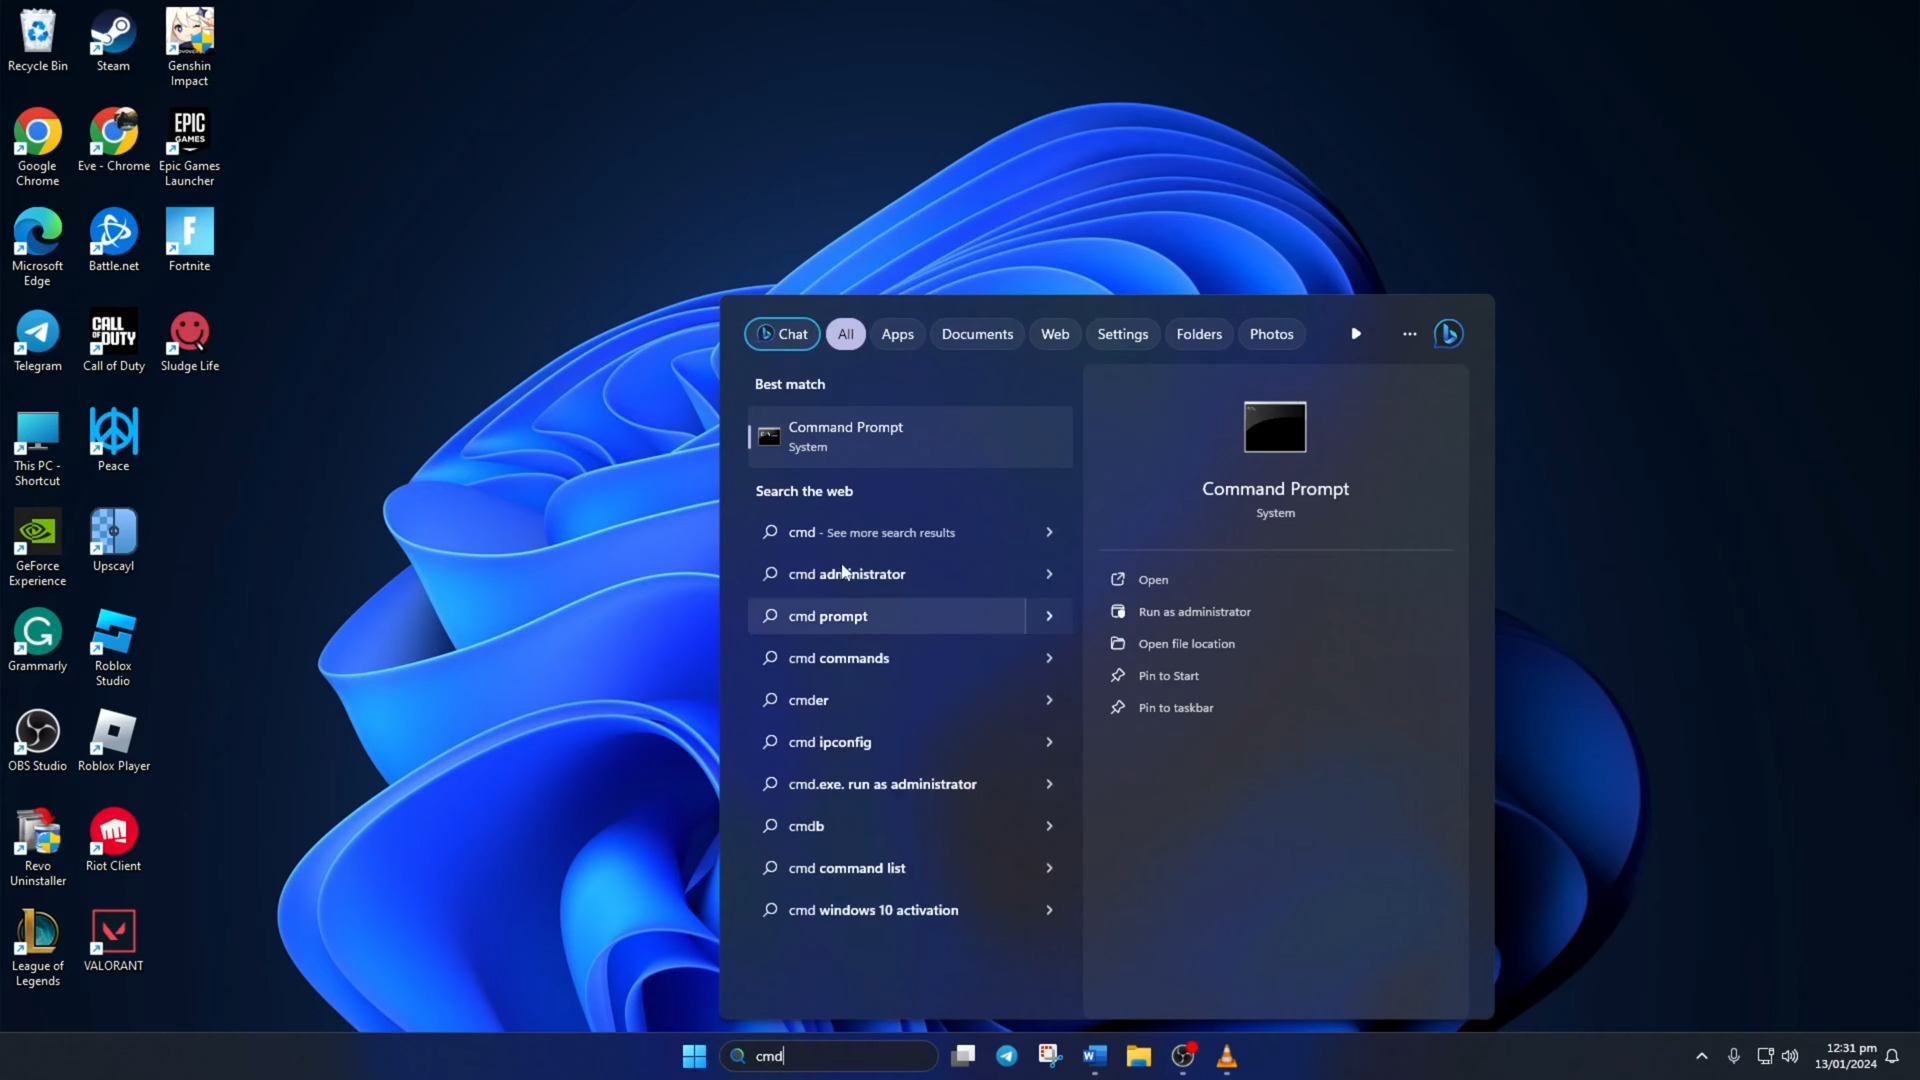 Recycle Bin
Steam
Genshin
Impact
Google
Chrome
Eve - Chrome
EPIC
GAMES
Epic Games
Launcher
Microsoft
Edge
Battle.net
F
Fortnite
Telegram
CALL
OF DUTY
Call of Duty
Sludge Life
This PC -
Shortcut
Peace
GeForce
Experience
Upscayl
Grammarly
Roblox
Studio
OBS Studio
Roblox Player
Revo
Uninstaller
Riot Client
League of
Legends
VALORANT
Chat
All
Apps
Documents
Web
Settings
Folders
Photos
Best match
Command Prompt
System
Search the web
cmd - See more search results
cmd administrator
cmd prompt
cmd commands
cmder
cmd ipconfig
cmd.exe. run as administrator
cmdb
cmd command list
cmd windows 10 activation
Command Prompt
System
Open
Run as administrator
Open file location
Pin to Start
Pin to taskbar
cmd
12:31 pm
13/01/2024